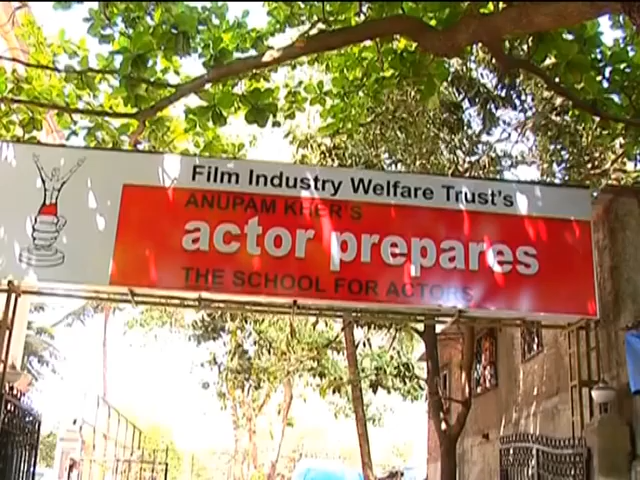 Film Industry Welfare Trust's
ANUPAM KHER'S
actor prepares
THE SCHOOL FOR ACTORS